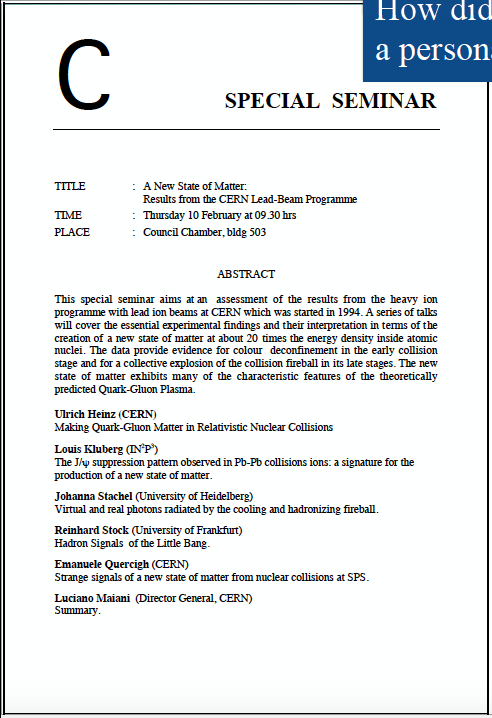 How did
a person
C
SPECIAL SEMINAR
TITLE : A New State of Matter:
Results from the CERN Lead-Beam Programme
TIME : Thursday 10 February at 09.30 hrs
PLACE : Council Chamber, bldg 503
ABSTRACT
This special seminar aims at an assessment of the results from the heavy ion
programme with lead ion beams at CERN which was started in 1994. A series of talks
will cover the essential experimental findings and their interpretation in terms of the
creation of a new state of matter at about 20 times the energy density inside atomic
nuclei. The data provide evidence for colour deconfinement in the early collision
stage and for a collective explosion of the collision fireball in its late stages. The new
state of matter exhibits many of the characteristic features of the theoretically
predicted Quark-Gluon Plasma.
Ulrich Heinz (CERN)
Making Quark-Gluon Matter in Relativistic Nuclear Collisions
Louis Kluberg (IN²P³)
The J/ψ suppression pattern observed in Pb-Pb collisions ions: a signature for the
production of a new state of matter.
Johanna Stachel (University of Heidelberg)
Virtual and real photons radiated by the cooling and hadronizing fireball.
Reinhard Stock (University of Frankfurt)
Hadron Signals of the Little Bang.
Emanuele Quercigh (CERN)
Strange signals of a new state of matter from nuclear collisions at SPS.
Luciano Maiani (Director General, CERN)
Summary.